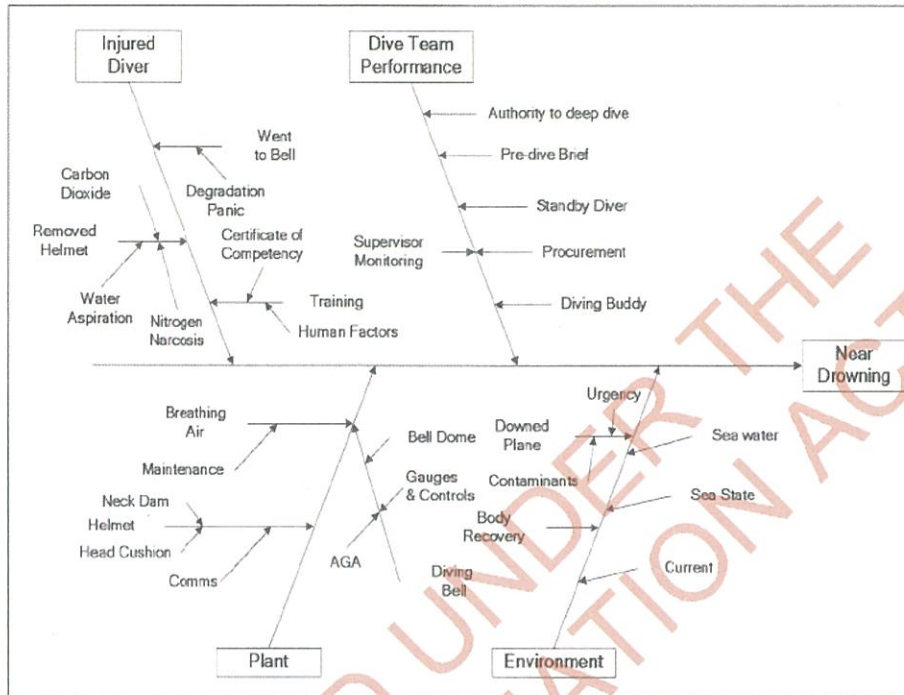 Injured
Diver
Dive Team
Performance
Went
to Bell
Degradation
Panic
Carbon
Dioxide
Removed
Helmet
Water
Aspiration
Nitrogen
Narcosis
Certificate of
Competency
Training
Human Factors
Authority to deep dive
Pre-dive Brief
Standby Diver
Supervisor
Monitoring
Procurement
Diving Buddy
Near
Drowning
Breathing
Air
Maintenance
Neck Dam
Helmet
Head Cushion
Comms
Bell Dome
Gauges
& Controls
AGA
Diving
Bell
Urgency
Downed
Plane
Contaminants
Sea water
Sea State
Body
Recovery
Current
Plant
Environment
UNDER THE
ACT